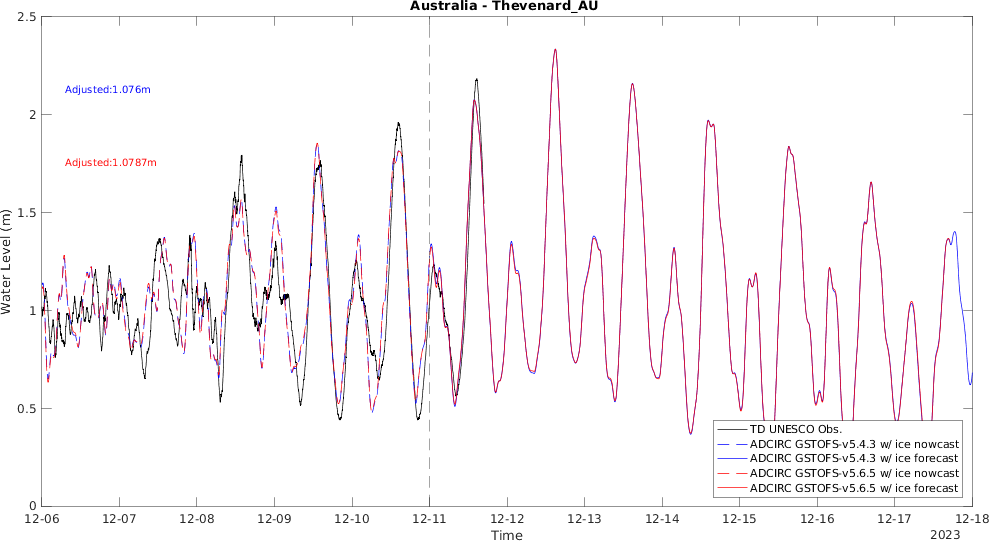 Australia - Thevenard_AU
2.5
2
1.5
1
0.5
0
Water Level (m)
Adjusted:1.076m
Adjusted:1.0787m
TD UNESCO Obs.
ADCIRC GSTOFS-v5.4.3 w/ ice nowcast
ADCIRC GSTOFS-v5.4.3 w/ ice forecast
ADCIRC GSTOFS-v5.6.5 w/ ice nowcast
ADCIRC GSTOFS-v5.6.5 w/ ice forecast
12-06 12-07 12-08 12-09 12-10 12-11 12-12 12-13 12-14 12-15 12-16 12-17 12-18
Time
2023